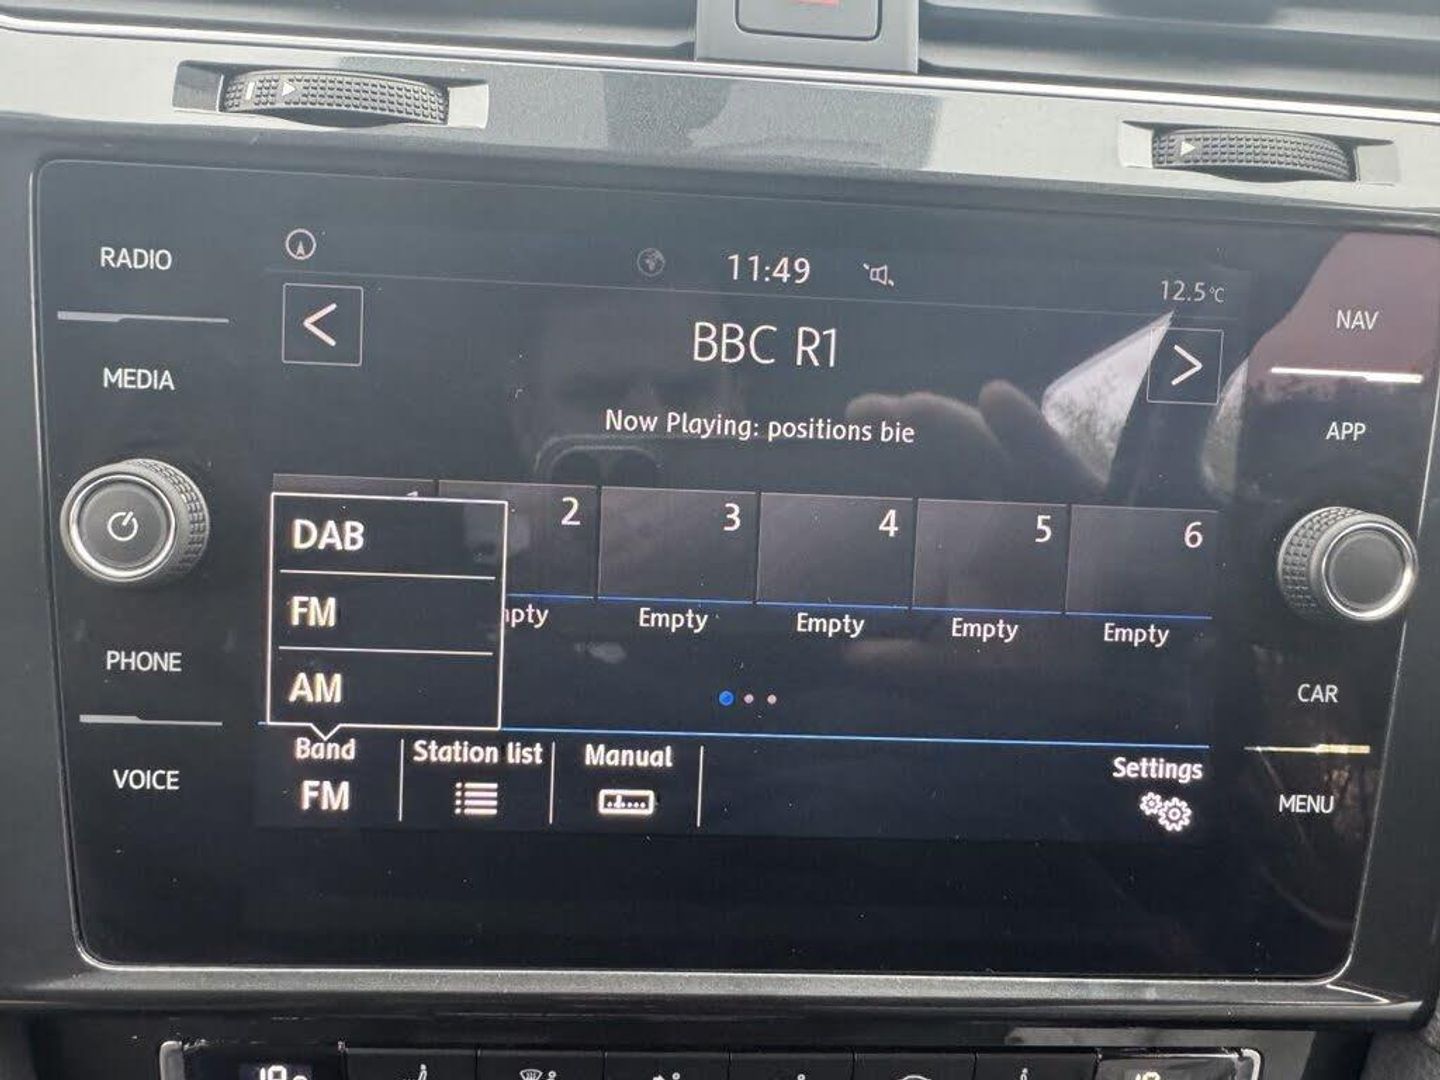 RADIO
MEDIA
PHONE
VOICE
11:49
12.5°C
BBC R1
Now Playing: positions bie
2
3
4
5
6
Empty
Empty
Empty
Empty
DAB
FM
AM
Band
FM
Station list
Manual
Settings
NAV
APP
CAR
MENU